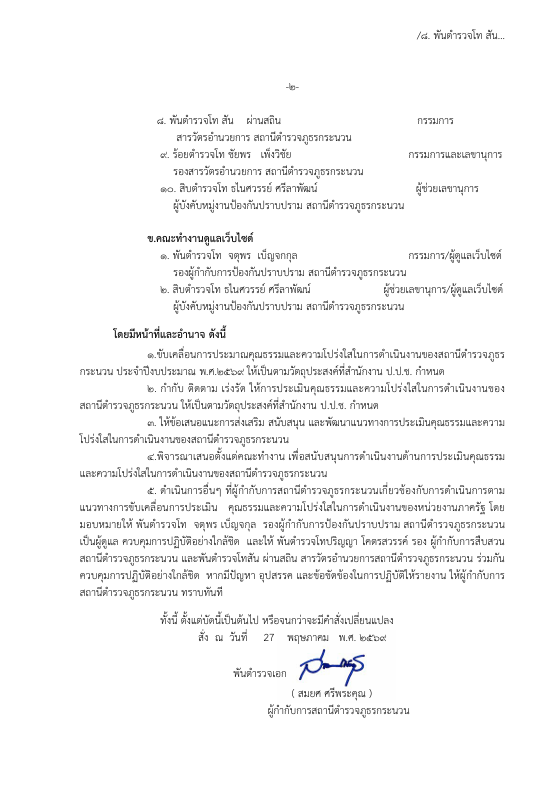 /๘. พันตำรวจโท สัน...
-๒-
๘. พันตำรวจโท สัน ผ่านสถิน กรรมการ
สารวัตรอำนวยการ สถานีตำรวจภูธรกระนวน
๙. ร้อยตำรวจโท ชัยพร เพ็งวิชัย กรรมการและเลขานุการ
รองสารวัตรอำนวยการ สถานีตำรวจภูธรกระนวน
๑๐. สิบตำรวจโท ธไนศวรรย์ ศรีลาพัฒน์ ผู้ช่วยเลขานุการ
ผู้บังคับหมู่งานป้องกันปราบปราม สถานีตำรวจภูธรกระนวน
ข.คณะทำงานดูแลเว็บไซต์
๑. พันตำรวจโท จตุพร เบ็ญจกกุล กรรมการ/ผู้ดูแลเว็บไซต์
รองผู้กำกับการป้องกันปราบปราม สถานีตำรวจภูธรกระนวน
๒. สิบตำรวจโท ธไนศวรรย์ ศรีลาพัฒน์ ผู้ช่วยเลขานุการ/ผู้ดูแลเว็บไซต์
ผู้บังคับหมู่งานป้องกันปราบปราม สถานีตำรวจภูธรกระนวน
โดยมีหน้าที่และอำนาจ ดังนี้
๑.ขับเคลื่อนการประมาณคุณธรรมและความโปร่งใสในการดำเนินงานของสถานีตำรวจภูธร
กระนวน ประจำปีงบประมาณ พ.ศ.๒๕๖๙ ให้เป็นตามวัตถุประสงค์ที่สำนักงาน ป.ป.ช. กำหนด
๒. กำกับ ติดตาม เร่งรัด ให้การประเมินคุณธรรมและความโปร่งใสในการดำเนินงานของ
สถานีตำรวจภูธรกระนวน ให้เป็นตามวัตถุประสงค์ที่สำนักงาน ป.ป.ช. กำหนด
๓. ให้ข้อเสนอแนะการส่งเสริม สนับสนุน และพัฒนาแนวทางการประเมินคุณธรรมและความ
โปร่งใสในการดำเนินงานของสถานีตำรวจภูธรกระนวน
๔.พิจารณาเสนอตั้งแต่คณะทำงาน เพื่อสนับสนุนการดำเนินงานด้านการประเมินคุณธรรม
และความโปร่งใสในการดำเนินงานของสถานีตำรวจภูธรกระนวน
๕. ดำเนินการอื่นๆ ที่ผู้กำกับการสถานีตำรวจภูธรกระนวนเกี่ยวข้องกับการดำเนินการตาม
แนวทางการขับเคลื่อนการประเมิน คุณธรรมและความโปร่งใสในการดำเนินงานของหน่วยงานภาครัฐ โดย
มอบหมายให้ พันตำรวจโท จตุพร เบ็ญจกุล รองผู้กำกับการป้องกันปราบปราม สถานีตำรวจภูธรกระนวน
เป็นผู้ดูแล ควบคุมการปฏิบัติอย่างใกล้ชิด และให้ พันตำรวจโทปริญญา โคตรสวรรค์ รอง ผู้กำกับการสืบสวน
สถานีตำรวจภูธรกระนวน และพันตำรวจโทสัน ผ่านสถิน สารวัตรอำนวยการสถานีตำรวจภูธรกระนวน ร่วมกัน
ควบคุมการปฏิบัติอย่างใกล้ชิด หากมีปัญหา อุปสรรค และข้อขัดข้องในการปฏิบัติให้รายงาน ให้ผู้กำกับการ
สถานีตำรวจภูธรกระนวน ทราบทันที
ทั้งนี้ ตั้งแต่บัดนี้เป็นต้นไป หรือจนกว่าจะมีคำสั่งเปลี่ยนแปลง
สั่ง ณ วันที่ 27 พฤษภาคม พ.ศ. ๒๕๖๙
พันตำรวจเอก
( สมยศ ศรีพระคุณ )
ผู้กำกับการสถานีตำรวจภูธรกระนวน